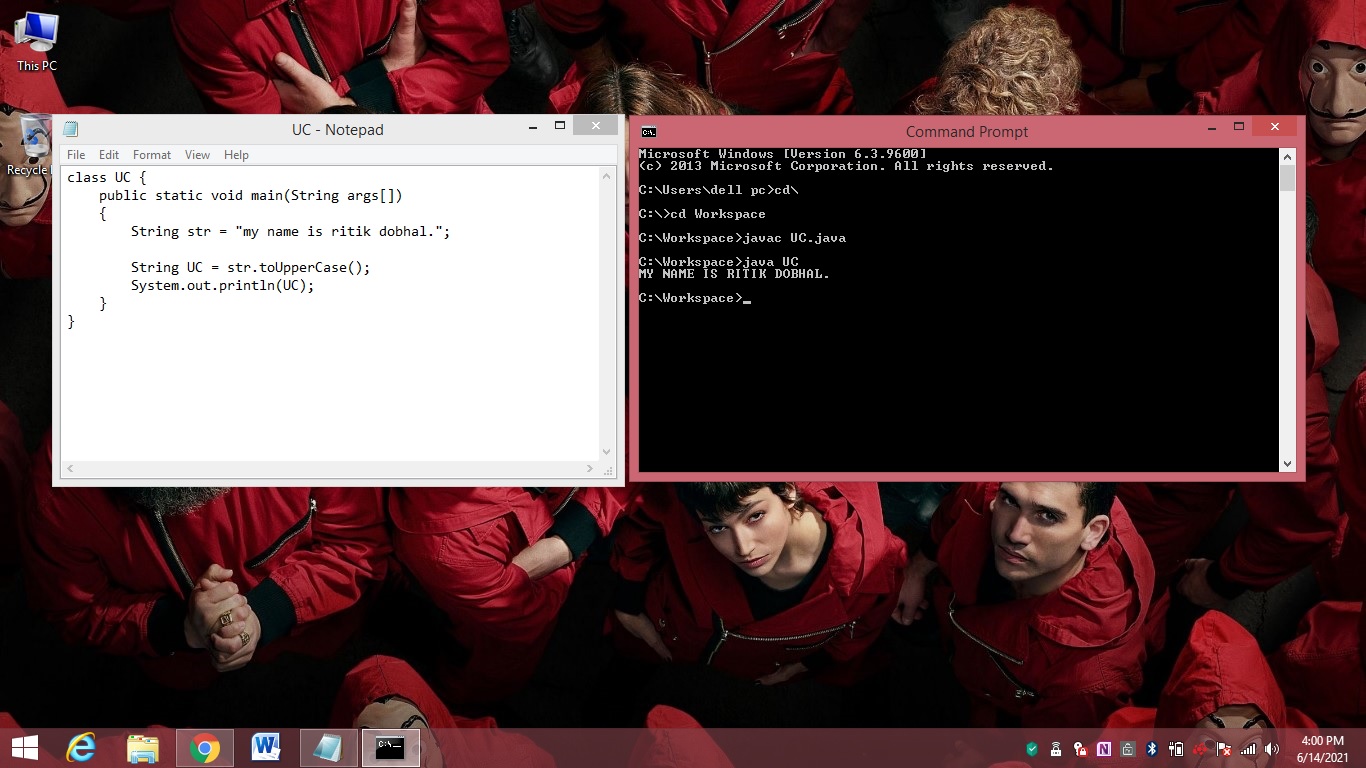 This PC
Recycle
UC - Notepad
File Edit Format View Help
class UC {
    public static void main(String args[])
    {
        String str = "my name is ritik dobhal.";

        String UC = str.toUpperCase();
        System.out.println(UC);
    }
}
Command Prompt
Microsoft Windows [Version 6.3.9600]
(c) 2013 Microsoft Corporation. All rights reserved.

C:\Users\dell pc>cd\

C:\>cd Workspace

C:\Workspace>javac UC.java

C:\Workspace>java UC
MY NAME IS RITIK DOBHAL.

C:\Workspace>_
4:00 PM
6/14/2021